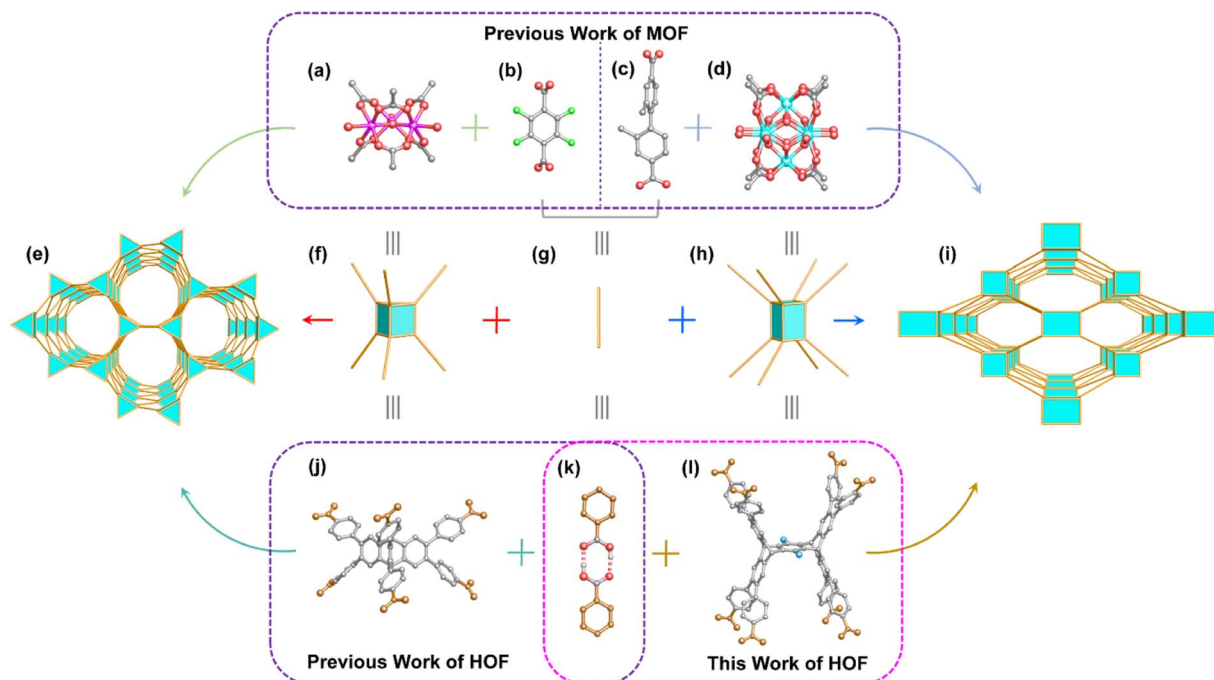 Previous Work of MOF
(a)
(b)
(c)
(d)
(e)
(f)
(g)
(h)
(i)
(j)
(k)
(l)
Previous Work of HOF
This Work of HOF